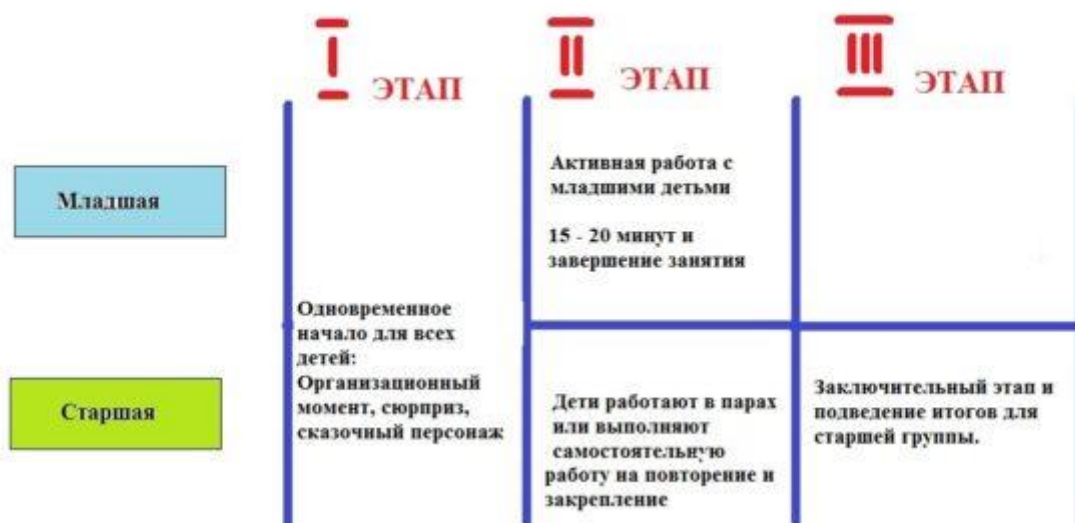 I ЭТАП
II ЭТАП
III ЭТАП
Младшая
Активная работа с
младшими детьми
15 - 20 минут и
завершение занятия
Старшая
Одновременное
начало для всех
детей:
Организационный
момент, сюрприз,
сказочный персонаж
Дети работают в парах
или выполняют
самостоятельную
работу на повторение и
закрепление
Заключительный этап и
подведение итогов для
старшей группы.